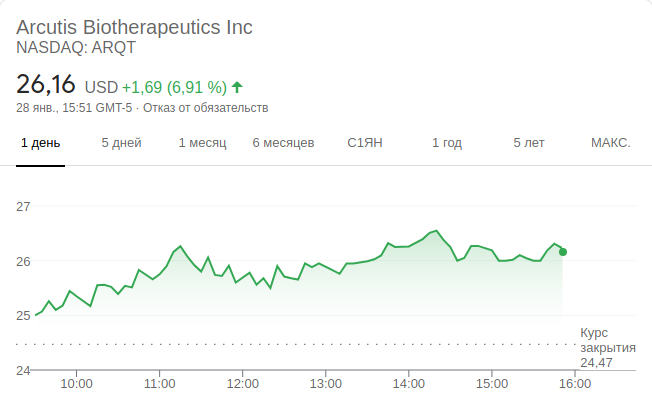 Arcutis Biotherapeutics Inc
NASDAQ: ARQT
26,16 USD +1,69 (6,91 %)
28 янв., 15:51 GMT-5 · Отказ от обязательств
1 день 5 дней 1 месяц 6 месяцев С1ЯН 1 год 5 лет МАКС.
27
26
25
Курс
закрытия
24,47
24
10:00 11:00 12:00 13:00 14:00 15:00 16:00